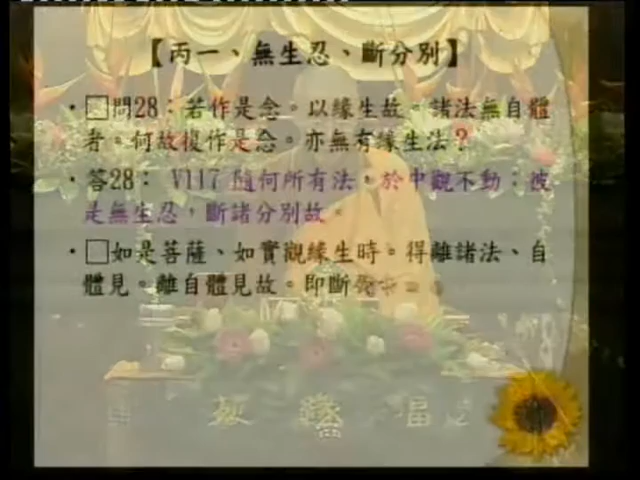 【丙一、無生忍、斷分別】
・□問28：若作是念。以緣生故。諸法無自體
者。何故復作是念。亦無有緣生法？
・答28： V117 隨何所有法，於中觀不動；彼
是無生忍，斷諸分別故。
・□如是菩薩、如實觀緣生時。得離諸法、自
體見。離自體見故。即斷